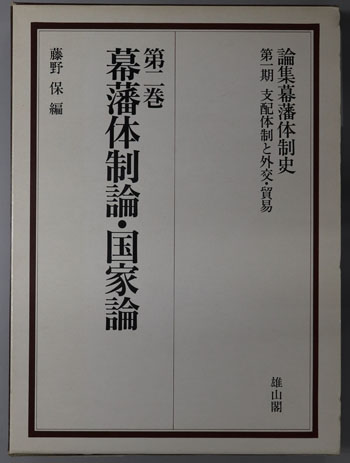 論集幕藩体制史
第一期 支配体制と外交・貿易
雄山閣
第二巻
幕藩体制論・国家論
藤野 保 編